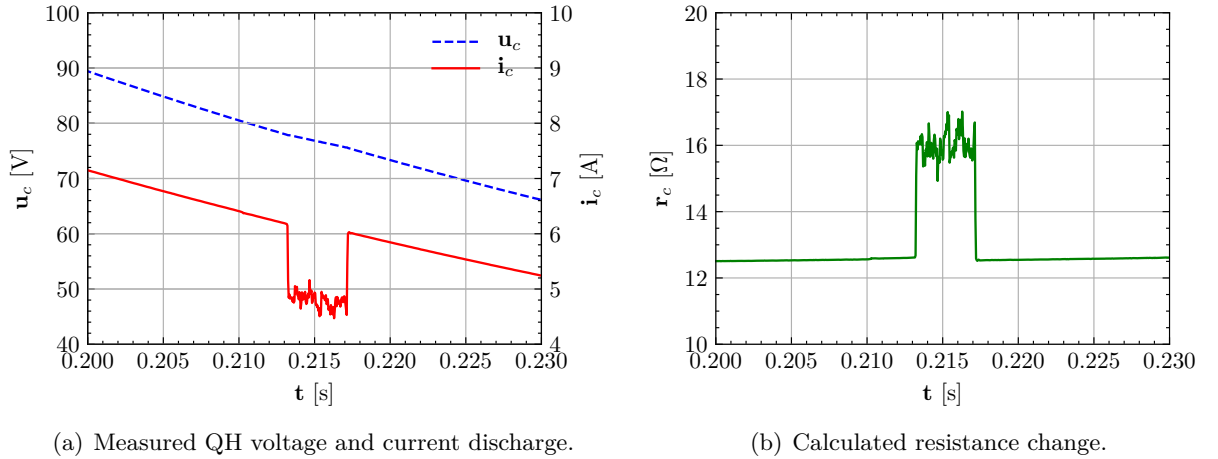 100
90
80
70
60
50
40
10
9
8
7
6
5
4
u_c [V]
i_c [A]
u_c
i_c
0.200 0.205 0.210 0.215 0.220 0.225 0.230
t [s]
(a) Measured QH voltage and current discharge.
20
18
16
14
12
10
r_c [Ω]
0.200 0.205 0.210 0.215 0.220 0.225 0.230
t [s]
(b) Calculated resistance change.